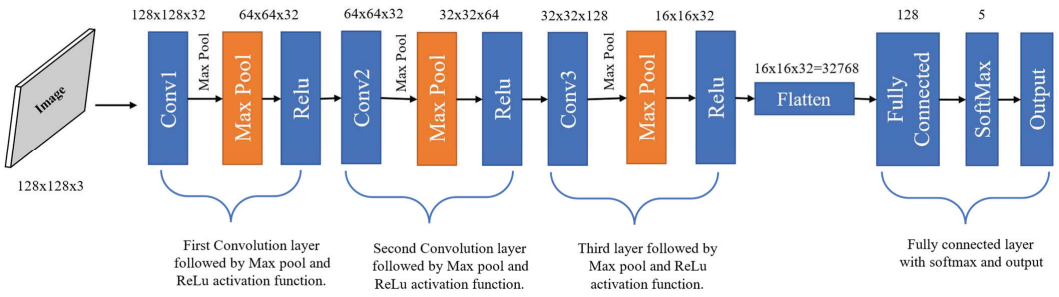 128x128x32
64x64x32
64x64x32
32x32x64
32x32x128
16x16x32
128
5
Image
128x128x3
Conv1
Max Pool
Max Pool
Relu
Conv2
Max Pool
Max Pool
Relu
Conv3
Max Pool
Max Pool
Relu
16x16x32=32768
Flatten
Fully
Connected
SoftMax
Output
First Convolution layer
followed by Max pool and
ReLu activation function.
Second Convolution layer
followed by Max pool and
ReLu activation function.
Third layer followed by
Max pool and ReLu
activation function.
Fully connected layer
with softmax and output